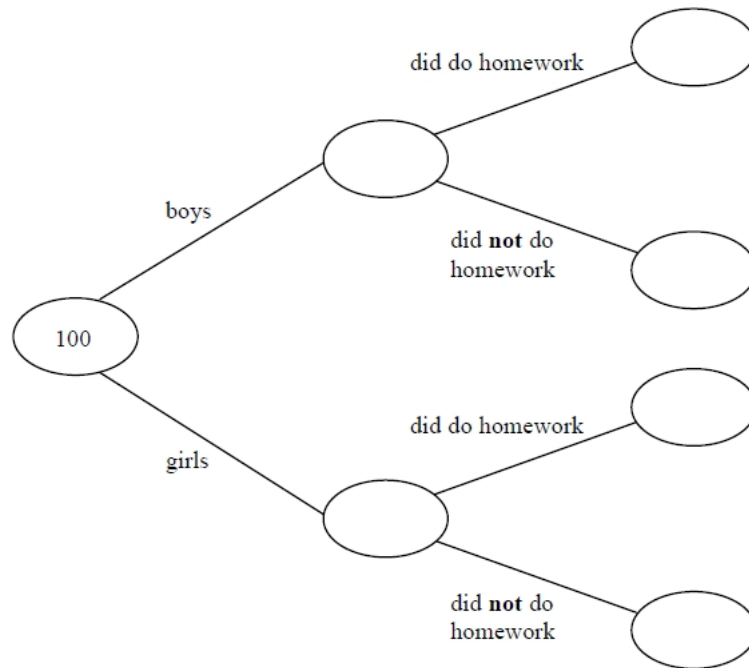 did do homework
boys
did not do
homework
100
did do homework
girls
did not do
homework